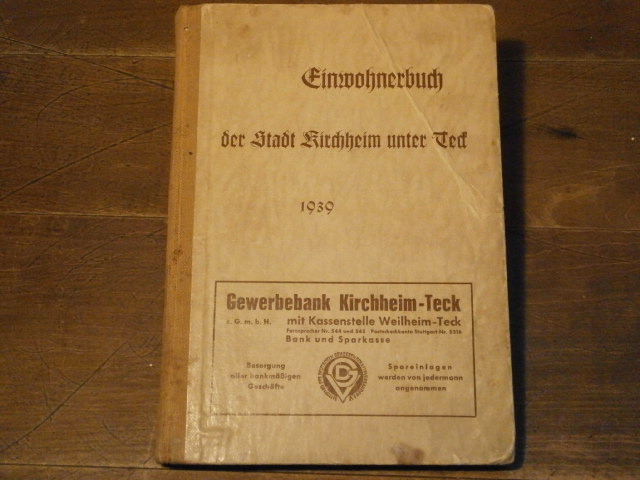 Einwohnerbuch
der Stadt Kirchheim unter Teck
1939
Gewerbebank Kirchheim-Teck
e. G. m. b. H. mit Kassenstelle Weilheim-Teck
Fernsprecher Nr. 544 und 545 Postscheckkonto Stuttgart Nr. 5316
Bank und Sparkasse
Besorgung
aller bankmäßigen
Geschäfte
Spareinlagen
werden von jedermann
angenommen